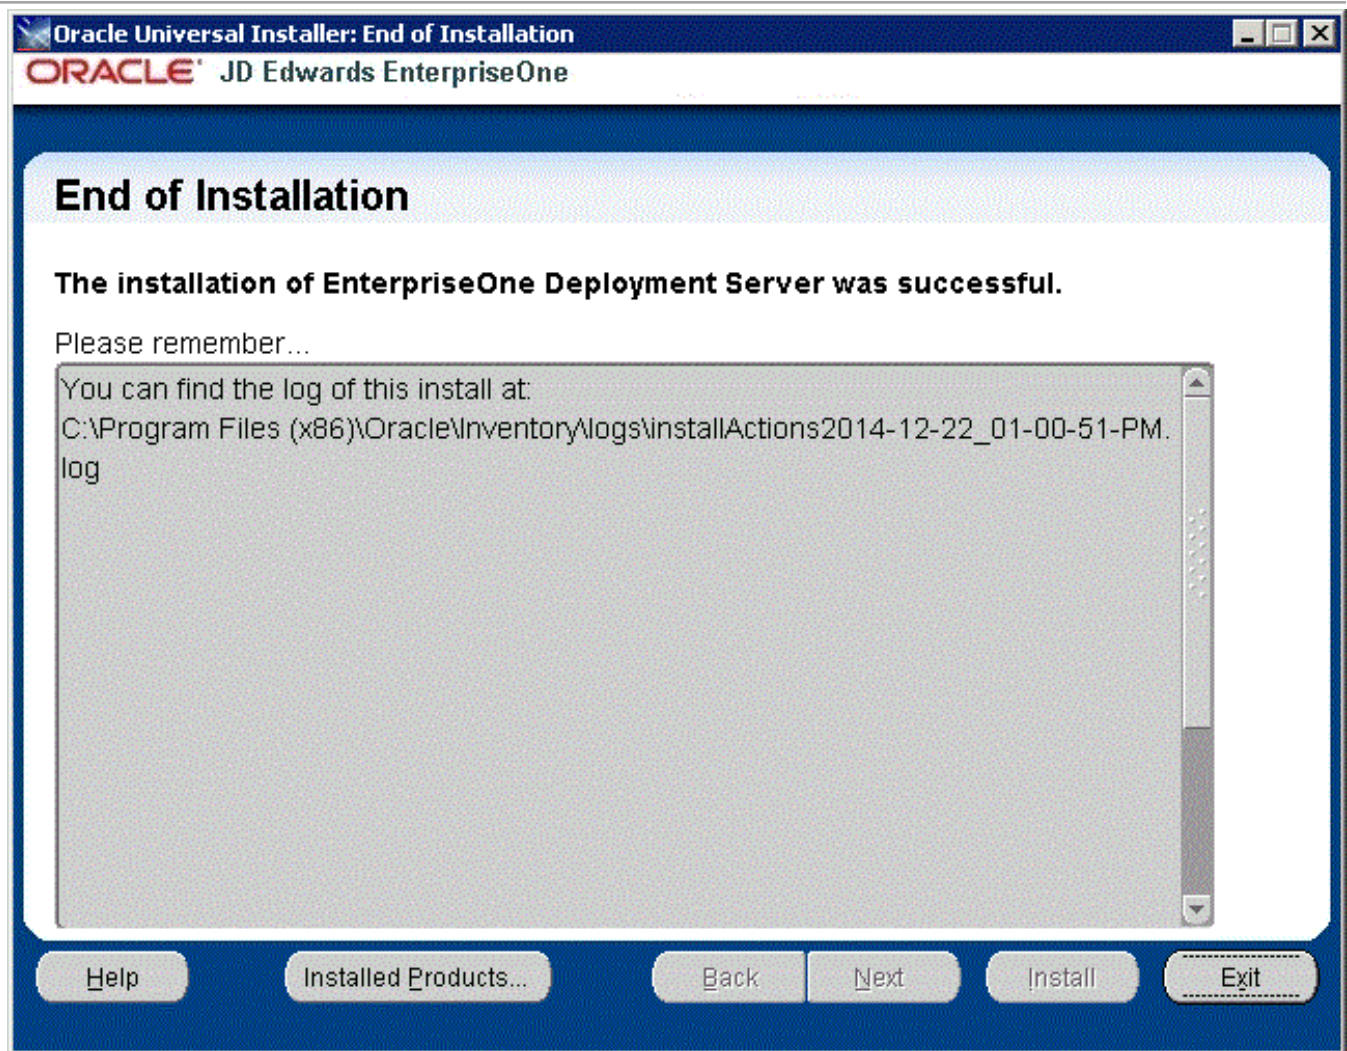 Oracle Universal Installer: End of Installation
ORACLE® JD Edwards EnterpriseOne
End of Installation
The installation of EnterpriseOne Deployment Server was successful.
Please remember...
You can find the log of this install at:
C:\Program Files (x86)\Oracle\Inventory\logs\installActions2014-12-22_01-00-51-PM.
log
Help Installed Products... Back Next Install Exit